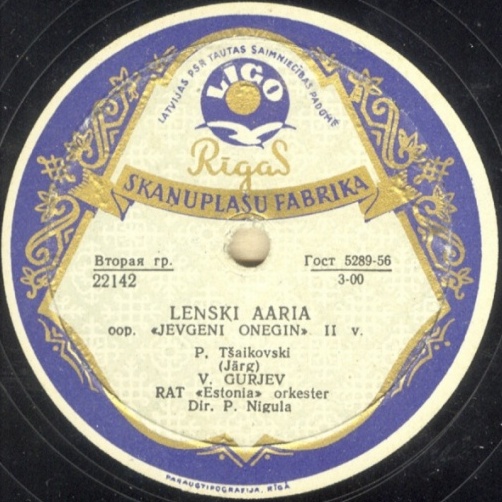 LATVIJAS PSR TAUTAS SAIMNIECĪBAS PADOME
LĪGO
Rīgas
SKAŅUPLAŠU FABRIKA
Вторая гр.
22142
Гост 5289-56
3-00
LENSKI AARIA
oop. «JEVGENI ONEGIN» II v.
P. Tšaikovski
(Järg)
V. GURJEV
RAT «Estonia» orkester
Dir. P. Nigula
PARAUGTIPOGRAFIJA, RĪGĀ